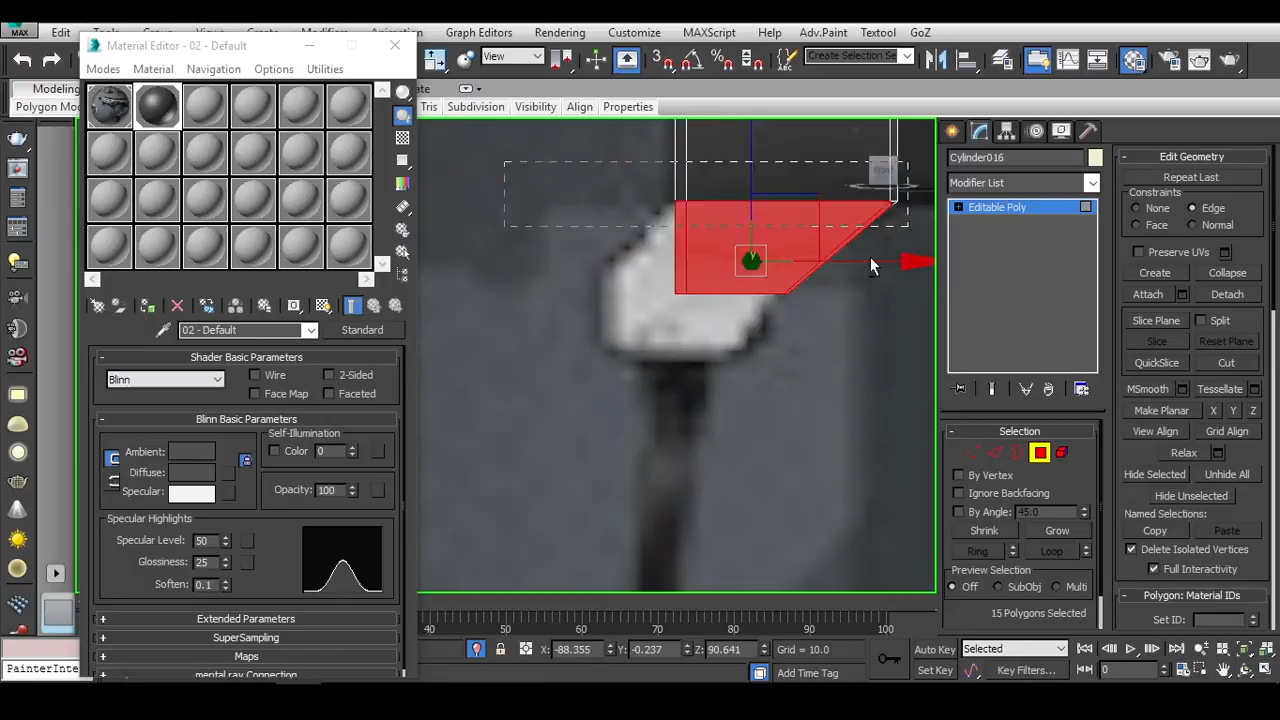 MAX
Edit
Graph Editors
Rendering
Customize
MAXScript
Help
Adv.Paint
Textool
GoZ
Material Editor - 02 - Default
View
Create Selection Se
Modeling
Polygon Mo
Modes
Material
Navigation
Options
Utilities
Tris
Subdivision
Visibility
Align
Properties
Cylinder016
Modifier List
Editable Poly
FRONT
Y
02 - Default
Standard
Shader Basic Parameters
Blinn
Wire
2-Sided
Face Map
Faceted
Blinn Basic Parameters
Self-Illumination
Ambient:
Color
0
Diffuse:
Specular:
Opacity:
100
Specular Highlights
Specular Level:
50
Glossiness:
25
Soften:
0.1
Extended Parameters
SuperSampling
Maps
mental ray Connection
Edit Geometry
Repeat Last
Constraints
None
Edge
Face
Normal
Preserve UVs
Create
Collapse
Attach
Detach
Slice Plane
Split
Slice
Reset Plane
QuickSlice
Cut
MSmooth
Tessellate
Make Planar
X
Y
Z
View Align
Grid Align
Relax
Hide Selected
Unhide All
Hide Unselected
Named Selections:
Copy
Paste
Delete Isolated Vertices
Full Interactivity
Polygon: Material IDs
Set ID:
Selection
By Vertex
Ignore Backfacing
By Angle:
45.0
Shrink
Grow
Ring
Loop
Preview Selection
Off
SubObj
Multi
15 Polygons Selected
40
50
60
70
80
90
100
X:
-88.355
Y:
-0.237
Z:
90.641
Grid = 10.0
Add Time Tag
Auto Key
Selected
Set Key
Key Filters...
0
PainterInte